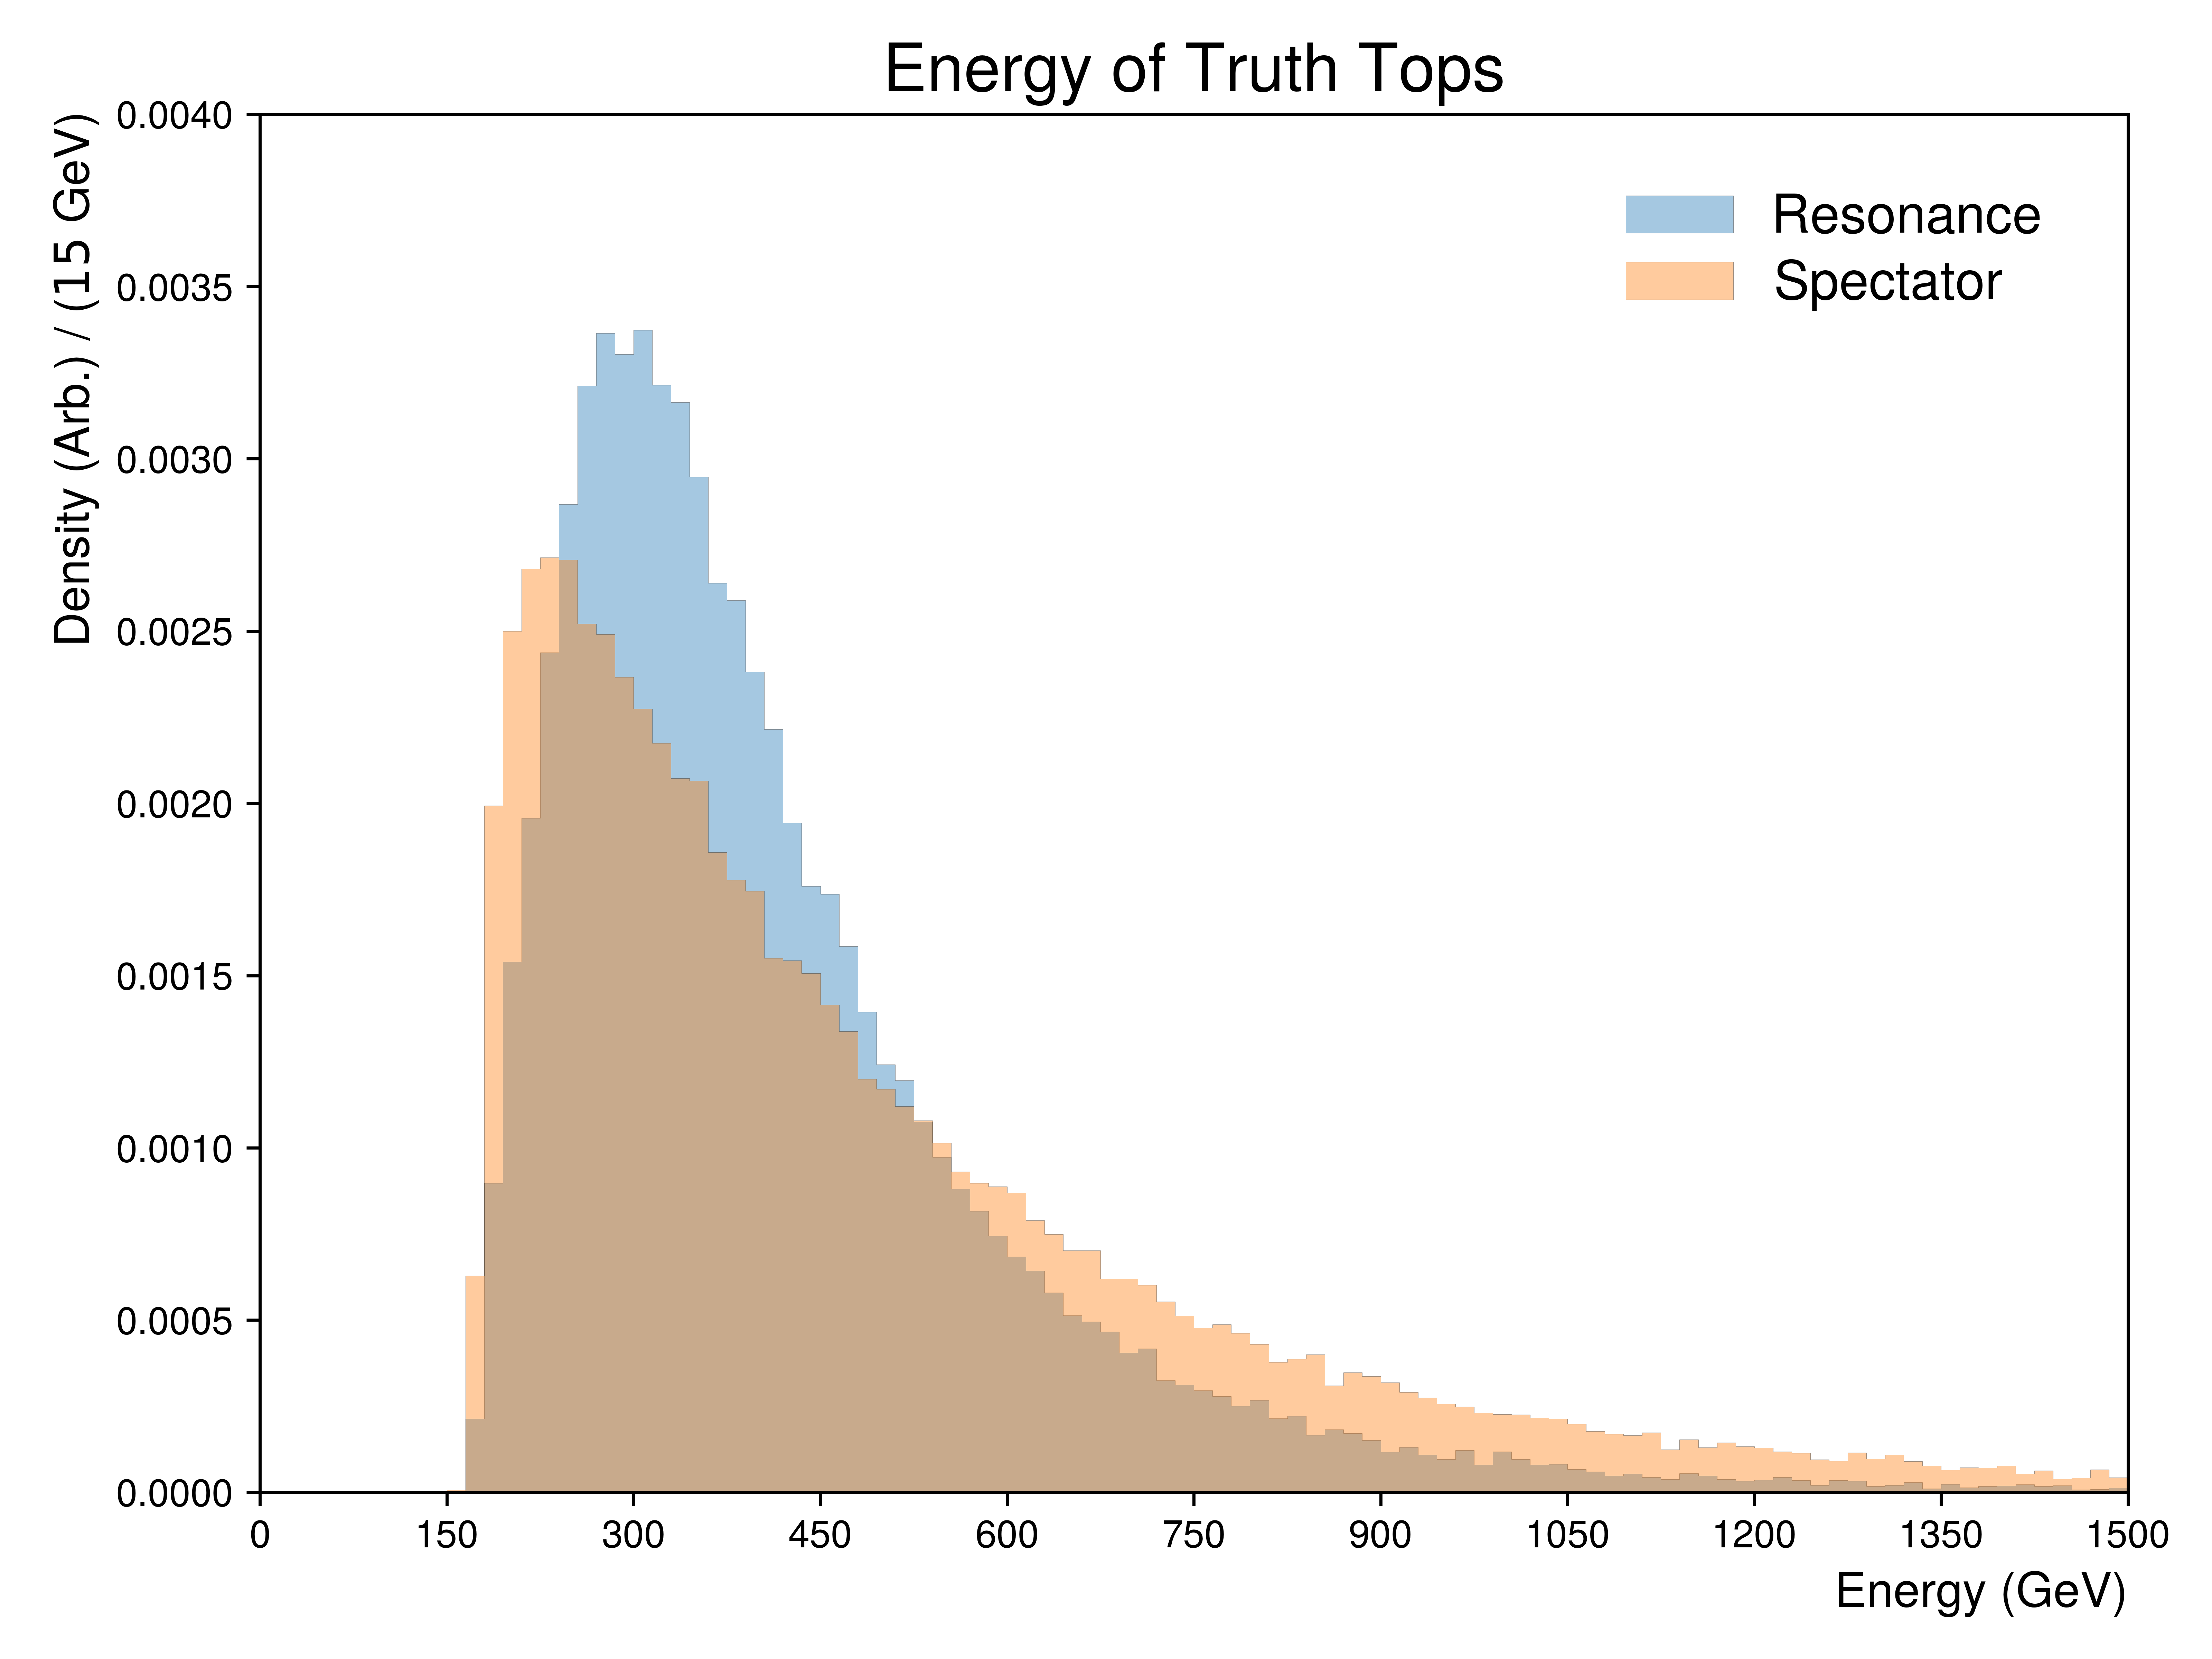 Energy of Truth Tops
Density (Arb.) / (15 GeV)
0.0040
0.0035
0.0030
0.0025
0.0020
0.0015
0.0010
0.0005
0.0000
Resonance
Spectator
0 150 300 450 600 750 900 1050 1200 1350 1500
Energy (GeV)